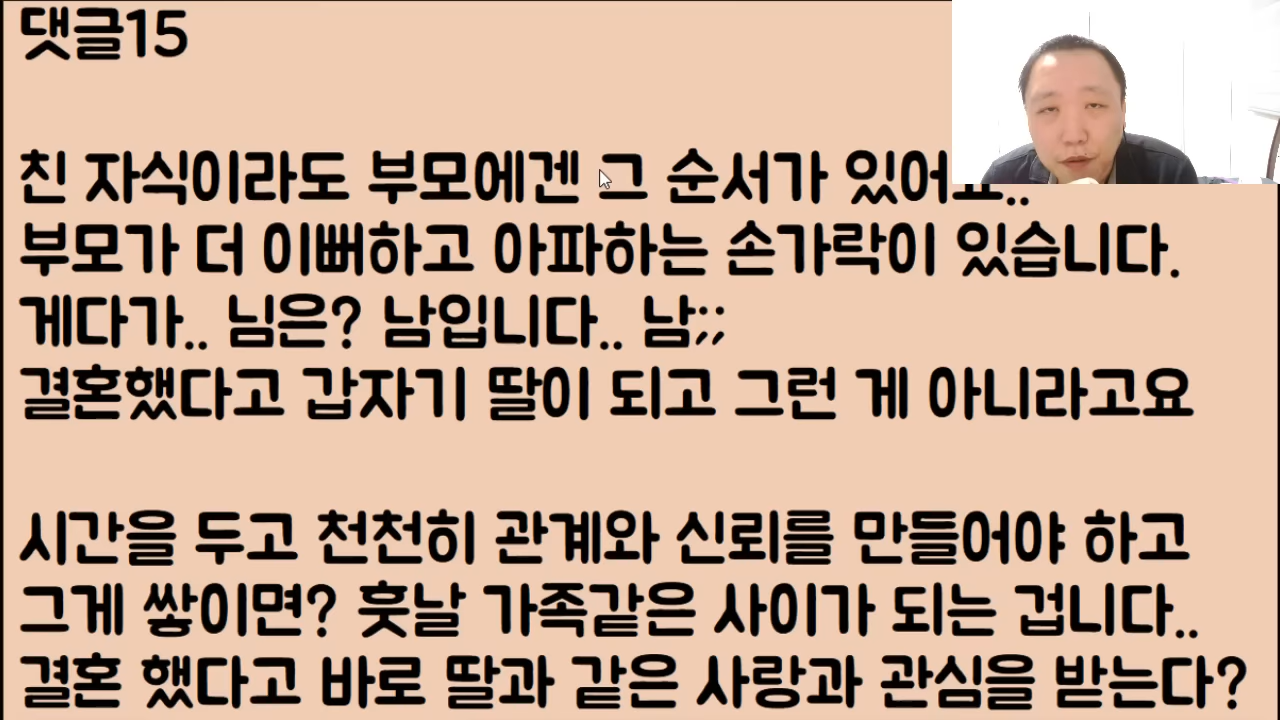 댓글15
친 자식이라도 부모에겐 그 순서가 있어요..
부모가 더 이뻐하고 아파하는 손가락이 있습니다.
게다가.. 님은? 남입니다.. 남;;
결혼했다고 갑자기 딸이 되고 그런 게 아니라고요
시간을 두고 천천히 관계와 신뢰를 만들어야 하고
그게 쌓이면? 훗날 가족같은 사이가 되는 겁니다..
결혼 했다고 바로 딸과 같은 사랑과 관심을 받는다?